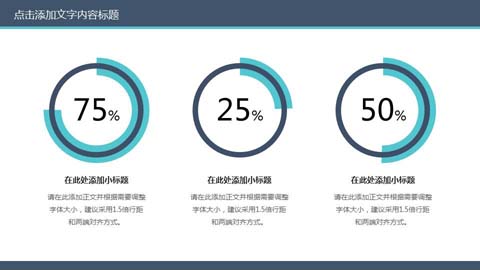 点击添加文字内容标题
75%
25%
50%
在此处添加小标题
请在此添加正文并根据需要调整
字体大小，建议采用1.5倍行距
和两端对齐方式。
在此处添加小标题
请在此添加正文并根据需要调整
字体大小，建议采用1.5倍行距
和两端对齐方式。
在此处添加小标题
请在此添加正文并根据需要调整
字体大小，建议采用1.5倍行距
和两端对齐方式。